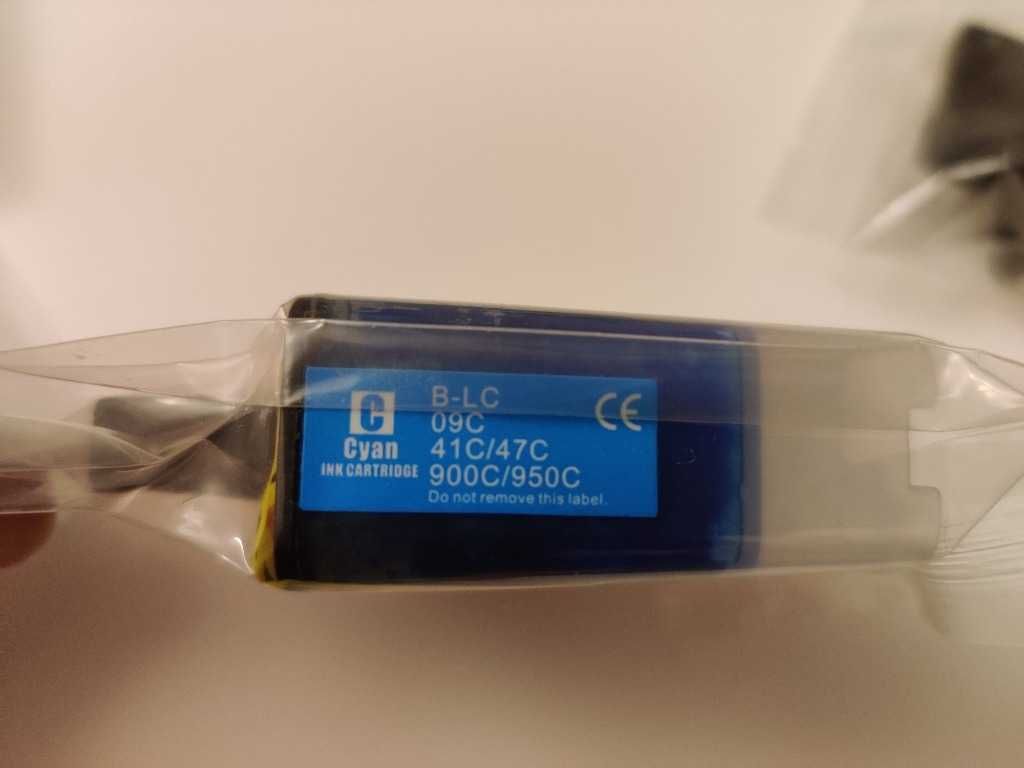 C
Cyan
INK CARTRIDGE
B-LC
09C
41C/47C
900C/950C
Do not remove this label.
CE